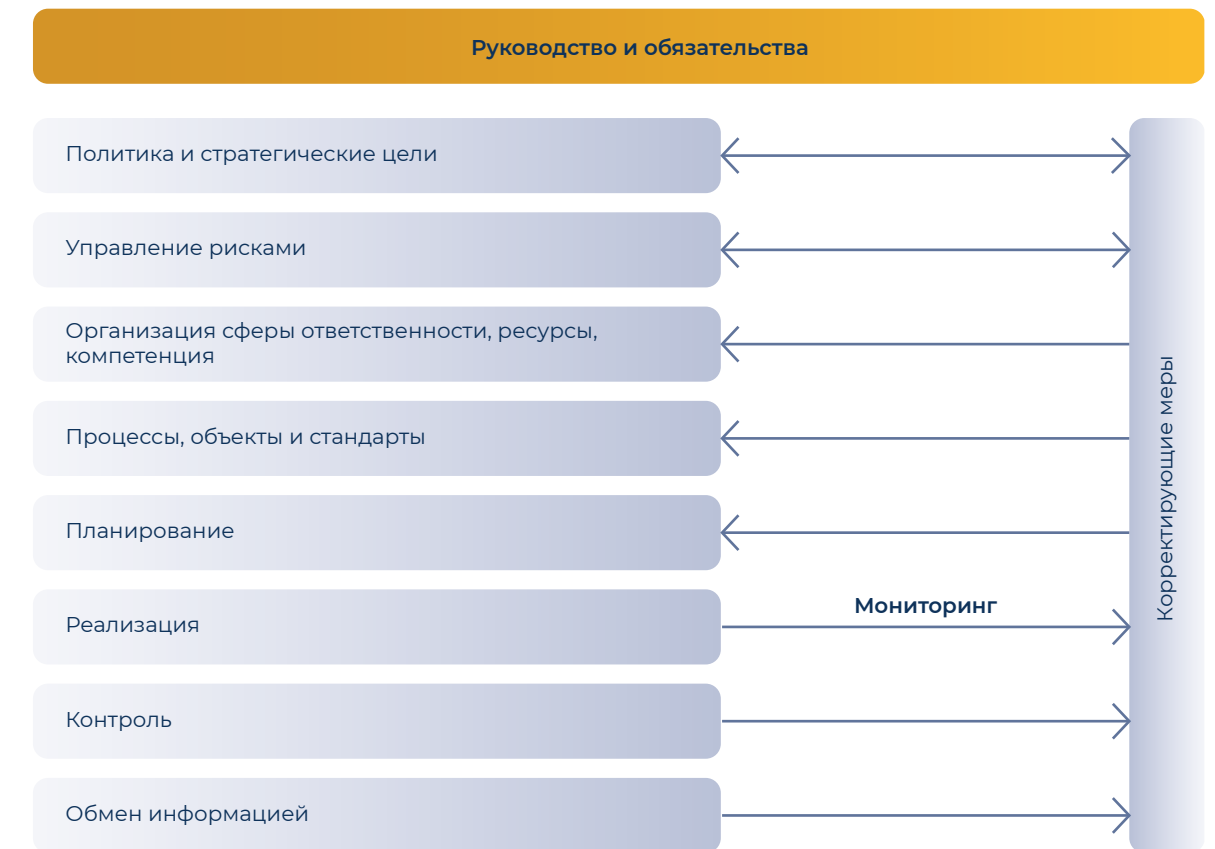 Руководство и обязательства
Политика и стратегические цели
Управление рисками
Организация сферы ответственности, ресурсы,
компетенция
Процессы, объекты и стандарты
Планирование
Реализация
Мониторинг
Контроль
Обмен информацией
Корректирующие меры